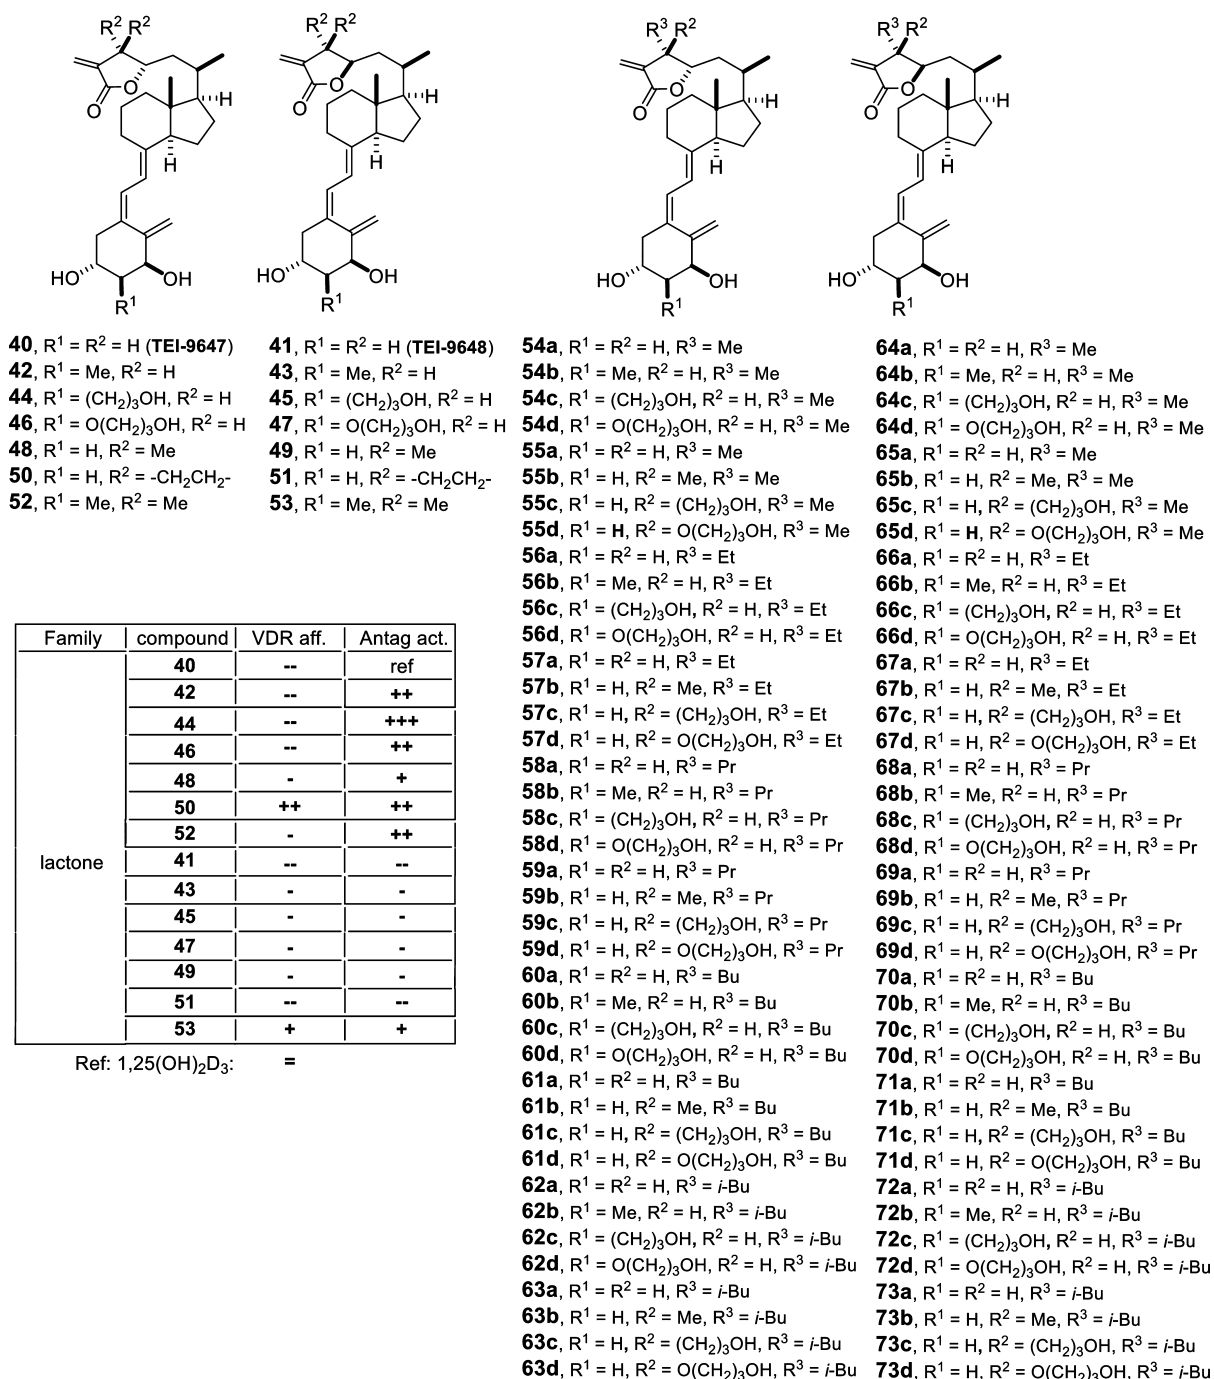 R² R²
O
O
H
H
HO
OH
R¹
R² R²
O
O
H
H
HO
OH
R¹
R³ R²
O
O
H
H
HO
OH
R¹
R³ R²
O
O
H
H
HO
OH
R¹
40, R¹ = R² = H (TEI-9647)
42, R¹ = Me, R² = H
44, R¹ = (CH₂)₃OH, R² = H
46, R¹ = O(CH₂)₃OH, R² = H
48, R¹ = H, R² = Me
50, R¹ = H, R² = -CH₂CH₂-
52, R¹ = Me, R² = Me
41, R¹ = R² = H (TEI-9648)
43, R¹ = Me, R² = H
45, R¹ = (CH₂)₃OH, R² = H
47, R¹ = O(CH₂)₃OH, R² = H
49, R¹ = H, R² = Me
51, R¹ = H, R² = -CH₂CH₂-
53, R¹ = Me, R² = Me
Family compound VDR aff. Antag act.
lactone
40 -- ref
42 -- ++
44 -- +++
46 -- ++
48 - +
50 ++ ++
52 - ++
41 -- --
43 - -
45 - -
47 - -
49 - -
51 -- --
53 + +
Ref: 1,25(OH)₂D₃: =
54a, R¹ = R² = H, R³ = Me
54b, R¹ = Me, R² = H, R³ = Me
54c, R¹ = (CH₂)₃OH, R² = H, R³ = Me
54d, R¹ = O(CH₂)₃OH, R² = H, R³ = Me
55a, R¹ = R² = H, R³ = Me
55b, R¹ = H, R² = Me, R³ = Me
55c, R¹ = H, R² = (CH₂)₃OH, R³ = Me
55d, R¹ = H, R² = O(CH₂)₃OH, R³ = Me
56a, R¹ = R² = H, R³ = Et
56b, R¹ = Me, R² = H, R³ = Et
56c, R¹ = (CH₂)₃OH, R² = H, R³ = Et
56d, R¹ = O(CH₂)₃OH, R² = H, R³ = Et
57a, R¹ = R² = H, R³ = Et
57b, R¹ = H, R² = Me, R³ = Et
57c, R¹ = H, R² = (CH₂)₃OH, R³ = Et
57d, R¹ = H, R² = O(CH₂)₃OH, R³ = Et
58a, R¹ = R² = H, R³ = Pr
58b, R¹ = Me, R² = H, R³ = Pr
58c, R¹ = (CH₂)₃OH, R² = H, R³ = Pr
58d, R¹ = O(CH₂)₃OH, R² = H, R³ = Pr
59a, R¹ = R² = H, R³ = Pr
59b, R¹ = H, R² = Me, R³ = Pr
59c, R¹ = H, R² = (CH₂)₃OH, R³ = Pr
59d, R¹ = H, R² = O(CH₂)₃OH, R³ = Pr
60a, R¹ = R² = H, R³ = Bu
60b, R¹ = Me, R² = H, R³ = Bu
60c, R¹ = (CH₂)₃OH, R² = H, R³ = Bu
60d, R¹ = O(CH₂)₃OH, R² = H, R³ = Bu
61a, R¹ = R² = H, R³ = Bu
61b, R¹ = H, R² = Me, R³ = Bu
61c, R¹ = H, R² = (CH₂)₃OH, R³ = Bu
61d, R¹ = H, R² = O(CH₂)₃OH, R³ = Bu
62a, R¹ = R² = H, R³ = i-Bu
62b, R¹ = Me, R² = H, R³ = i-Bu
62c, R¹ = (CH₂)₃OH, R² = H, R³ = i-Bu
62d, R¹ = O(CH₂)₃OH, R² = H, R³ = i-Bu
63a, R¹ = R² = H, R³ = i-Bu
63b, R¹ = H, R² = Me, R³ = i-Bu
63c, R¹ = H, R² = (CH₂)₃OH, R³ = i-Bu
63d, R¹ = H, R² = O(CH₂)₃OH, R³ = i-Bu
64a, R¹ = R² = H, R³ = Me
64b, R¹ = Me, R² = H, R³ = Me
64c, R¹ = (CH₂)₃OH, R² = H, R³ = Me
64d, R¹ = O(CH₂)₃OH, R² = H, R³ = Me
65a, R¹ = R² = H, R³ = Me
65b, R¹ = H, R² = Me, R³ = Me
65c, R¹ = H, R² = (CH₂)₃OH, R³ = Me
65d, R¹ = H, R² = O(CH₂)₃OH, R³ = Me
66a, R¹ = R² = H, R³ = Et
66b, R¹ = Me, R² = H, R³ = Et
66c, R¹ = (CH₂)₃OH, R² = H, R³ = Et
66d, R¹ = O(CH₂)₃OH, R² = H, R³ = Et
67a, R¹ = R² = H, R³ = Et
67b, R¹ = H, R² = Me, R³ = Et
67c, R¹ = H, R² = (CH₂)₃OH, R³ = Et
67d, R¹ = H, R² = O(CH₂)₃OH, R³ = Et
68a, R¹ = R² = H, R³ = Pr
68b, R¹ = Me, R² = H, R³ = Pr
68c, R¹ = (CH₂)₃OH, R² = H, R³ = Pr
68d, R¹ = O(CH₂)₃OH, R² = H, R³ = Pr
69a, R¹ = R² = H, R³ = Pr
69b, R¹ = H, R² = Me, R³ = Pr
69c, R¹ = H, R² = (CH₂)₃OH, R³ = Pr
69d, R¹ = H, R² = O(CH₂)₃OH, R³ = Pr
70a, R¹ = R² = H, R³ = Bu
70b, R¹ = Me, R² = H, R³ = Bu
70c, R¹ = (CH₂)₃OH, R² = H, R³ = Bu
70d, R¹ = O(CH₂)₃OH, R² = H, R³ = Bu
71a, R¹ = R² = H, R³ = Bu
71b, R¹ = H, R² = Me, R³ = Bu
71c, R¹ = H, R² = (CH₂)₃OH, R³ = Bu
71d, R¹ = H, R² = O(CH₂)₃OH, R³ = Bu
72a, R¹ = R² = H, R³ = i-Bu
72b, R¹ = Me, R² = H, R³ = i-Bu
72c, R¹ = (CH₂)₃OH, R² = H, R³ = i-Bu
72d, R¹ = O(CH₂)₃OH, R² = H, R³ = i-Bu
73a, R¹ = R² = H, R³ = i-Bu
73b, R¹ = H, R² = Me, R³ = i-Bu
73c, R¹ = H, R² = (CH₂)₃OH, R³ = i-Bu
73d, R¹ = H, R² = O(CH₂)₃OH, R³ = i-Bu